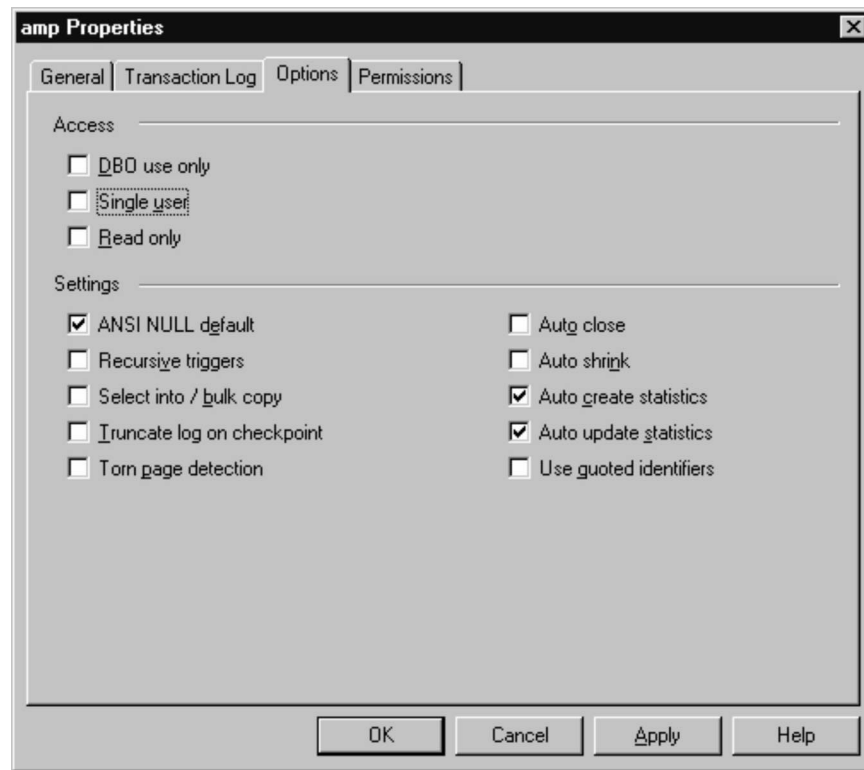 amp Properties
General Transaction Log Options Permissions
Access
DBO use only
Single user
Read only
Settings
ANSI NULL default
Recursive triggers
Select into / bulk copy
Truncate log on checkpoint
Torn page detection
Auto close
Auto shrink
Auto create statistics
Auto update statistics
Use quoted identifiers
OK Cancel Apply Help